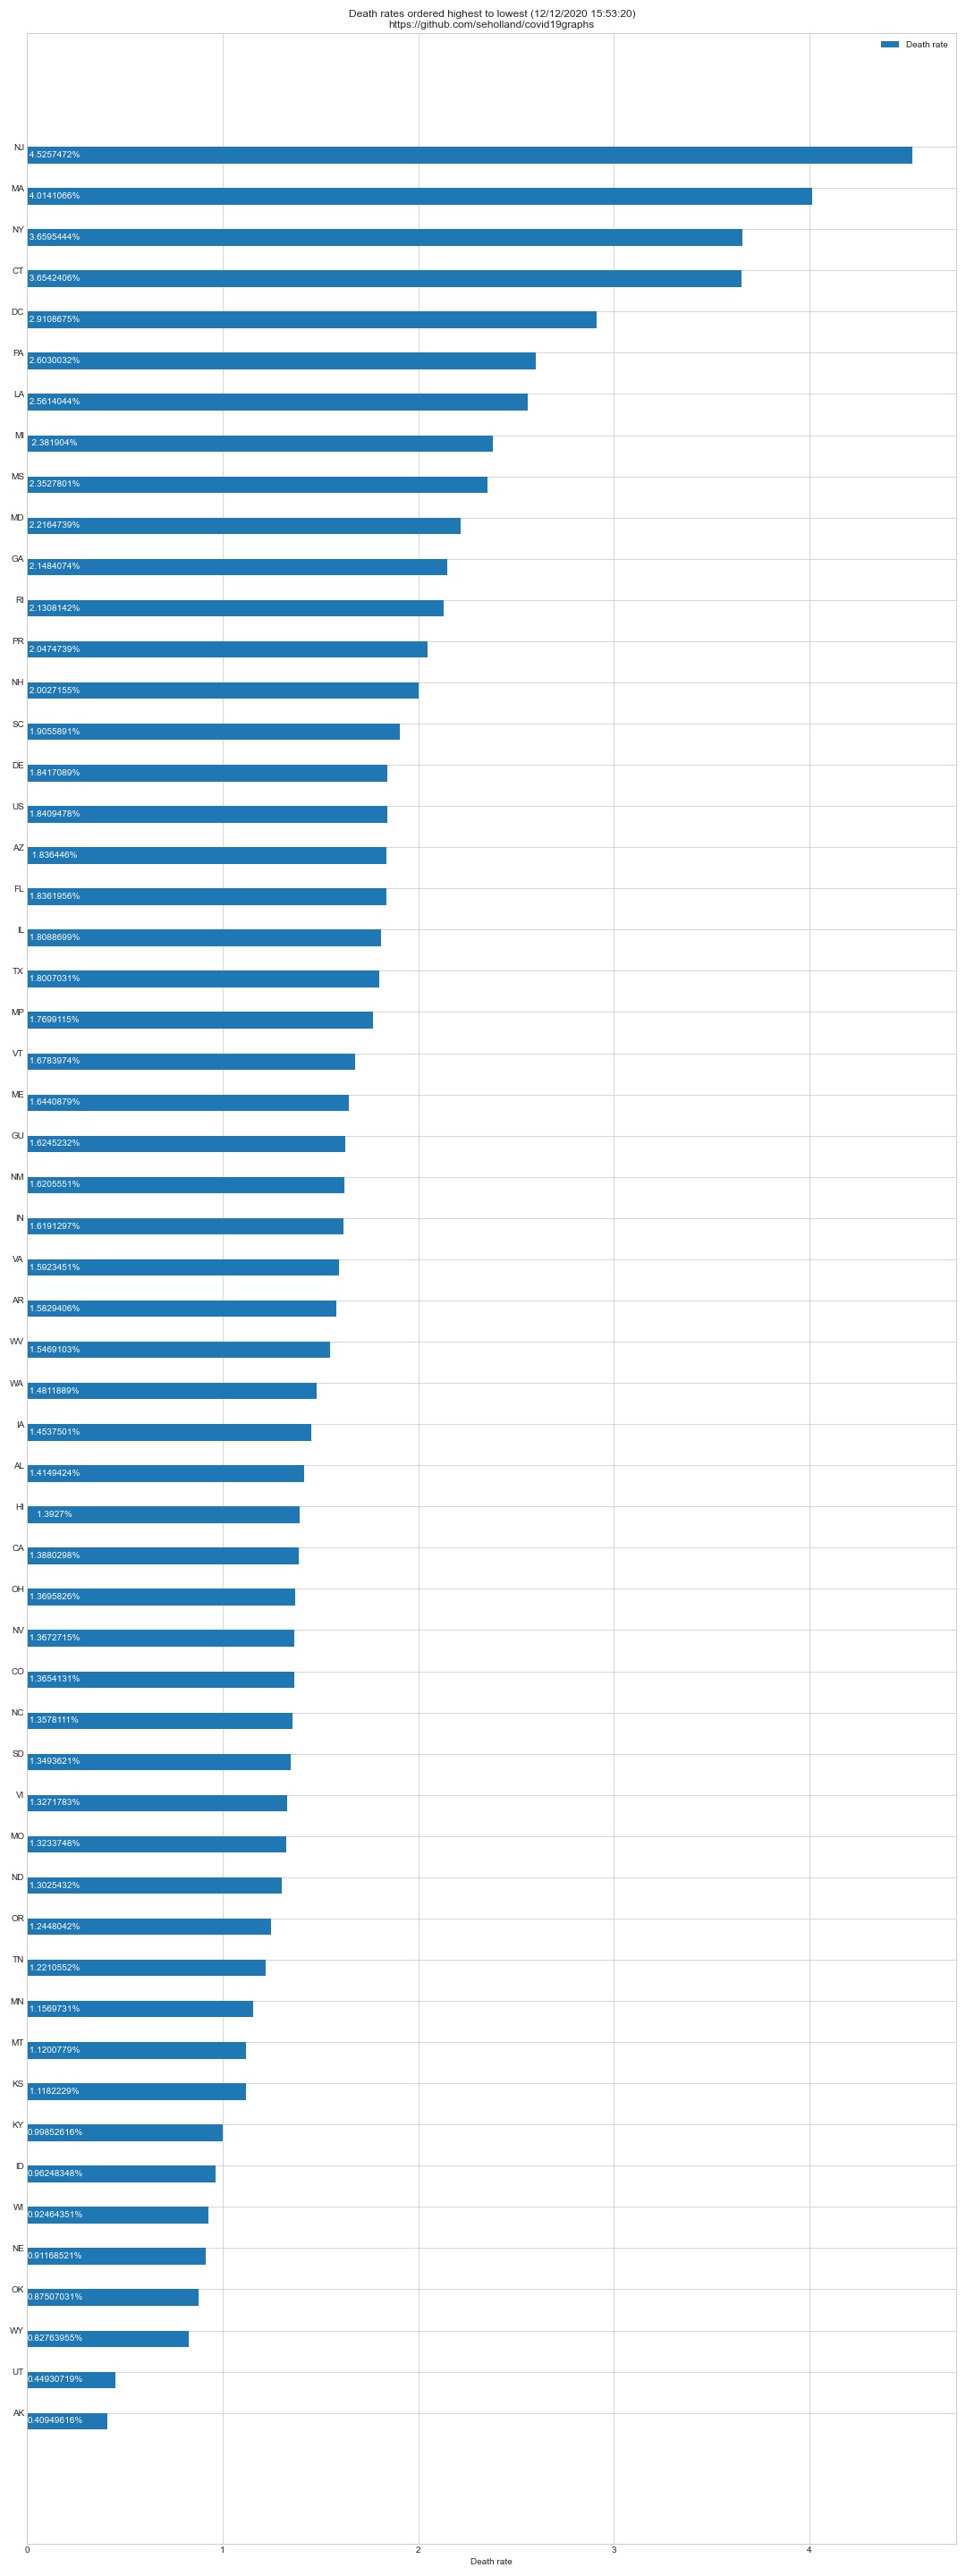 Death rates ordered highest to lowest (12/12/2020 15:53:20)
https://github.com/seholland/covid19graphs
Death rate
NJ 4.5257472%
MA 4.0141066%
NY 3.6595444%
CT 3.6542406%
DC 2.9108675%
PA 2.6030032%
LA 2.5614044%
MI 2.381904%
MS 2.3527801%
MD 2.2164739%
GA 2.1484074%
RI 2.1308142%
PR 2.0474739%
NH 2.0027155%
SC 1.9055891%
DE 1.8417089%
US 1.8409478%
AZ 1.836446%
FL 1.8361956%
IL 1.8088699%
TX 1.8007031%
MP 1.7699115%
VT 1.6783974%
ME 1.6440879%
GU 1.6245232%
NM 1.6205551%
IN 1.6191297%
VA 1.5923451%
AR 1.5829406%
WV 1.5469103%
WA 1.4811889%
IA 1.4537501%
AL 1.4149424%
HI 1.3927%
CA 1.3880298%
OH 1.3695826%
NV 1.3672715%
CO 1.3654131%
NC 1.3578111%
SD 1.3493621%
VI 1.3271783%
MO 1.3233748%
ND 1.3025432%
OR 1.2448042%
TN 1.2210552%
MN 1.1569731%
MT 1.1200779%
KS 1.1182229%
KY 0.99852616%
ID 0.96248348%
WI 0.92464351%
NE 0.91168521%
OK 0.87507031%
WY 0.82763955%
UT 0.44930719%
AK 0.40949616%
0 1 2 3 4
Death rate